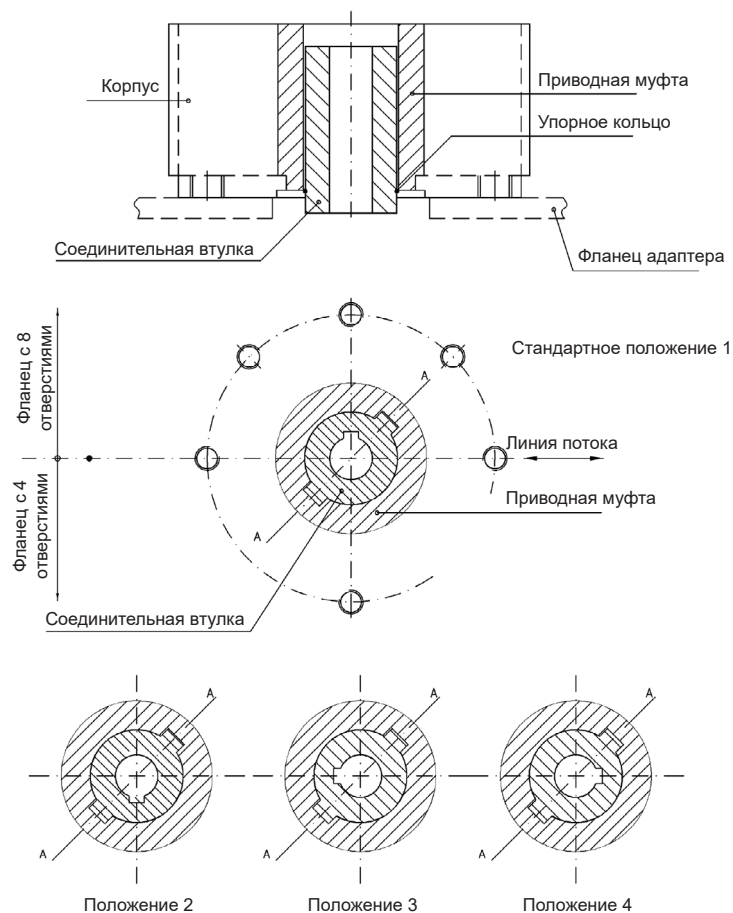 Корпус
Приводная муфта
Упорное кольцо
Соединительная втулка
Фланец адаптера
Фланец с 8
отверстиями
Стандартное положение 1
A
Линия потока
Фланец с 4
отверстиями
Приводная муфта
A
Соединительная втулка
A
A
A
A
A
A
Положение 2
Положение 3
Положение 4